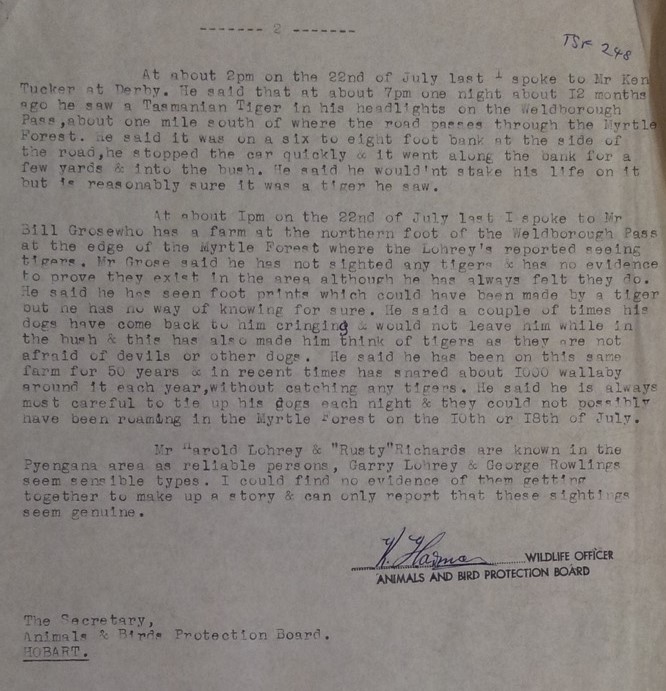 ------- 2 -------
TSF 248
At about 2pm on the 22nd of July last I spoke to Mr Ken
Tucker at Derby. He said that at about 7pm one night about I2 months
ago he saw a Tasmanian Tiger in his headlights on the Weldborough
Pass,about one mile south of where the road passes through the Myrtle
Forest. He said it was on a six to eight foot bank at the side of
the road,he stopped the car quickly & it went along the bank for a
few yards & into the bush. He said he would'nt stake his life on it
but is reasonably sure it was a tiger he saw.
At about Ipm on the 22nd of July last I spoke to Mr
Bill Grosewho has a farm at the northern foot of the Weldborough Pass
at the edge of the Myrtle Forest where the Lohrey's reported seeing
tigers. Mr Grose said he has not sighted any tigers & has no evidence
to prove they exist in the area although he has always felt they do.
He said he has seen foot prints which could have been made by a tiger
but he has no way of knowing for sure. He said a couple of times his
dogs have come back to him cringing & would not leave him while in
the bush & this has also made him think of tigers as they are not
afraid of devils or other dogs. He said he has been on this same
farm for 50 years & in recent times has snared about I000 wallaby
around it each year,without catching any tigers. He said he is always
most careful to tie up his dogs each night & they could not possibly
have been roaming in the Myrtle Forest on the I0th or I8th of July.
Mr Harold Lohrey & "Rusty"Richards are known in the
Pyengana area as reliable persons, Garry Lohrey & George Rowlings
seem sensible types. I could find no evidence of them getting
together to make up a story & can only report that these sightings
seem genuine.
K. Harmon WILDLIFE OFFICER
ANIMALS AND BIRD PROTECTION BOARD
The Secretary,
Animals & Birds Protection Board.
HOBART.